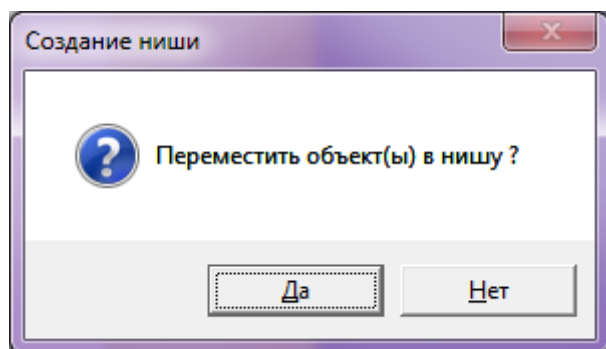 Создание ниши
Переместить объект(ы) в нишу ?
Да
Нет